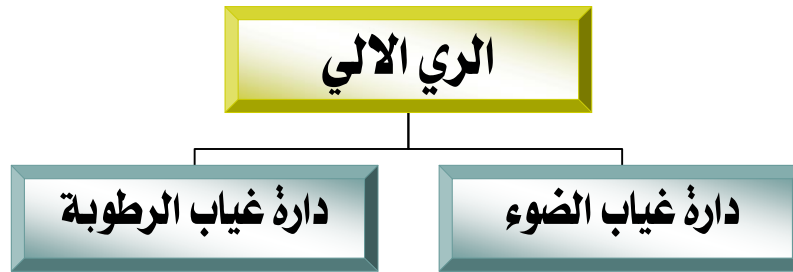 الري الالي
دارة غياب الضوء
دارة غياب الرطوبة